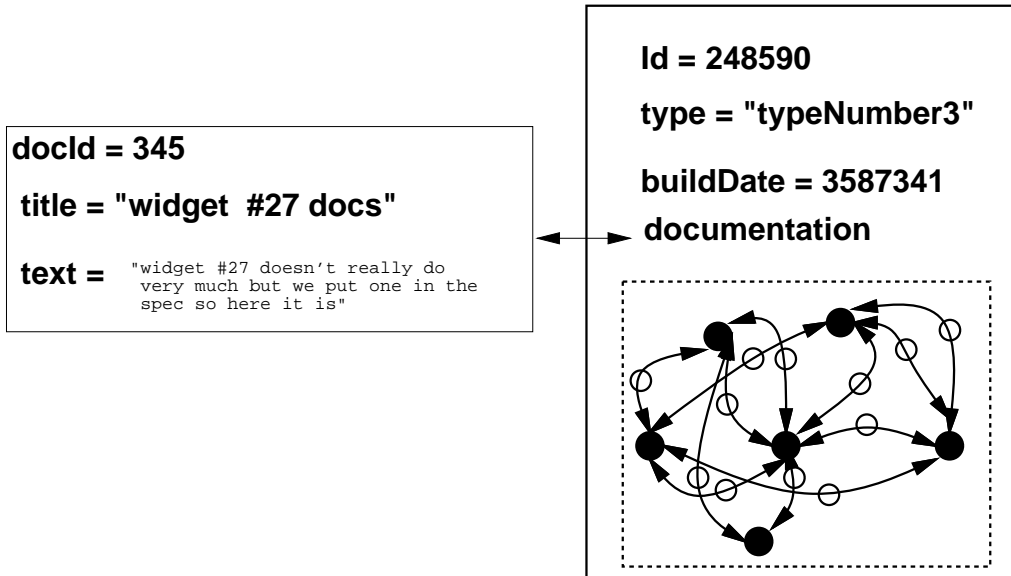 docId = 345
title = "widget  #27 docs"
text =
"widget #27 doesn't really do
very much but we put one in the
spec so here it is"
Id = 248590
type = "typeNumber3"
buildDate = 3587341
documentation